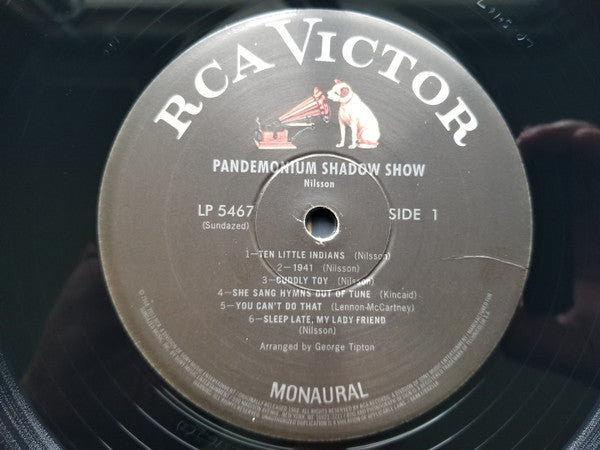 RCA VICTOR
PANDEMONIUM SHADOW SHOW
Nilsson
LP 5467
(Sundazed)
SIDE 1
1—TEN LITTLE INDIANS (Nilsson)
2—1941 (Nilsson)
3—CUDDLY TOY (Nilsson)
4—SHE SANG HYMNS OUT OF TUNE (Kincaid)
5—YOU CAN'T DO THAT (Lennon-McCartney)
6—SLEEP LATE, MY LADY FRIEND
(Nilsson)
Arranged by George Tipton
MONAURAL